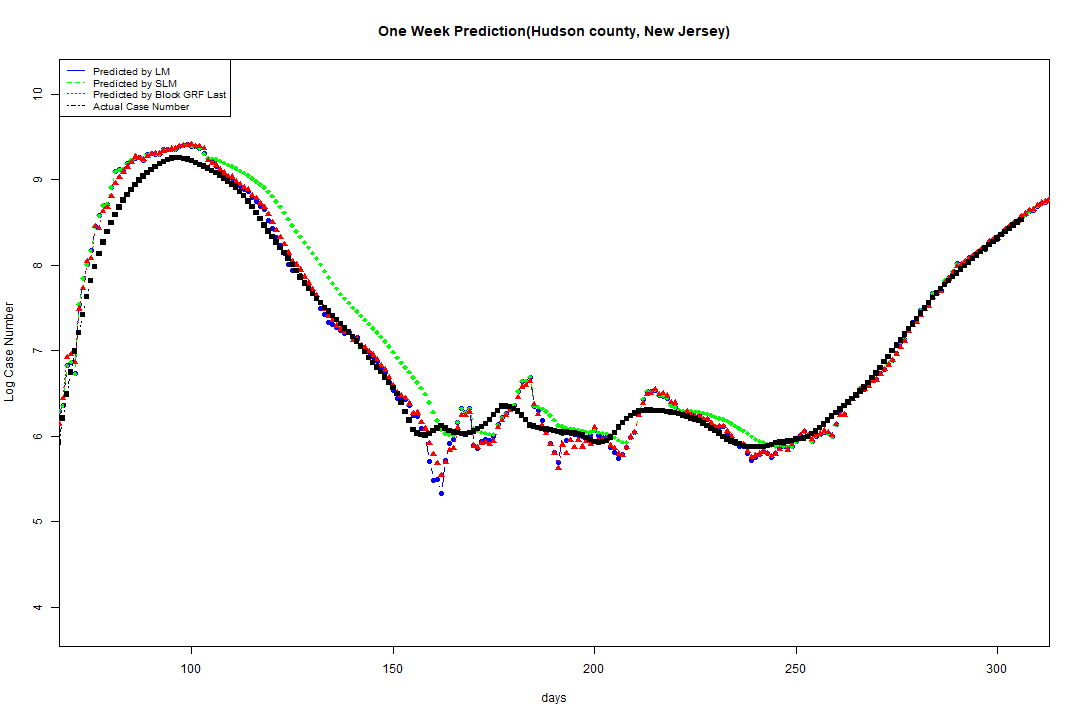 One Week Prediction(Hudson county, New Jersey)
Predicted by LM
Predicted by SLM
Predicted by Block GRF Last
Actual Case Number
10
9
8
7
6
5
4
Log Case Number
100 150 200 250 300
days